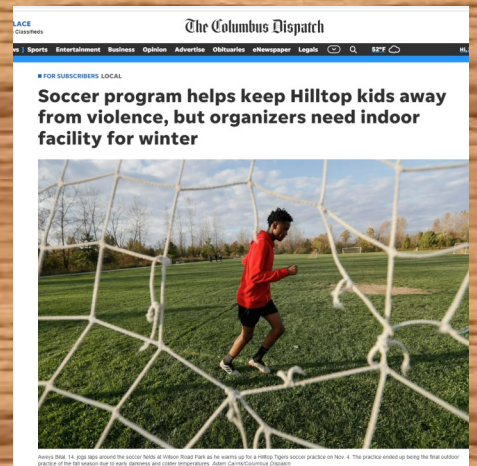 LACE
Classifieds
The Columbus Dispatch
ws Sports Entertainment Business Opinion Advertise Obituaries eNewspaper Legals 52°F Hi,
FOR SUBSCRIBERS LOCAL
Soccer program helps keep Hilltop kids away
from violence, but organizers need indoor
facility for winter
Aweys Bilal, 14, jogs laps around the soccer fields at Wilson Road Park as he warms up for a Hilltop Tigers soccer practice on Nov. 4. The practice ended up being the final outdoor
practice of the fall season due to early darkness and colder temperatures. Adam Cairns/Columbus Dispatch